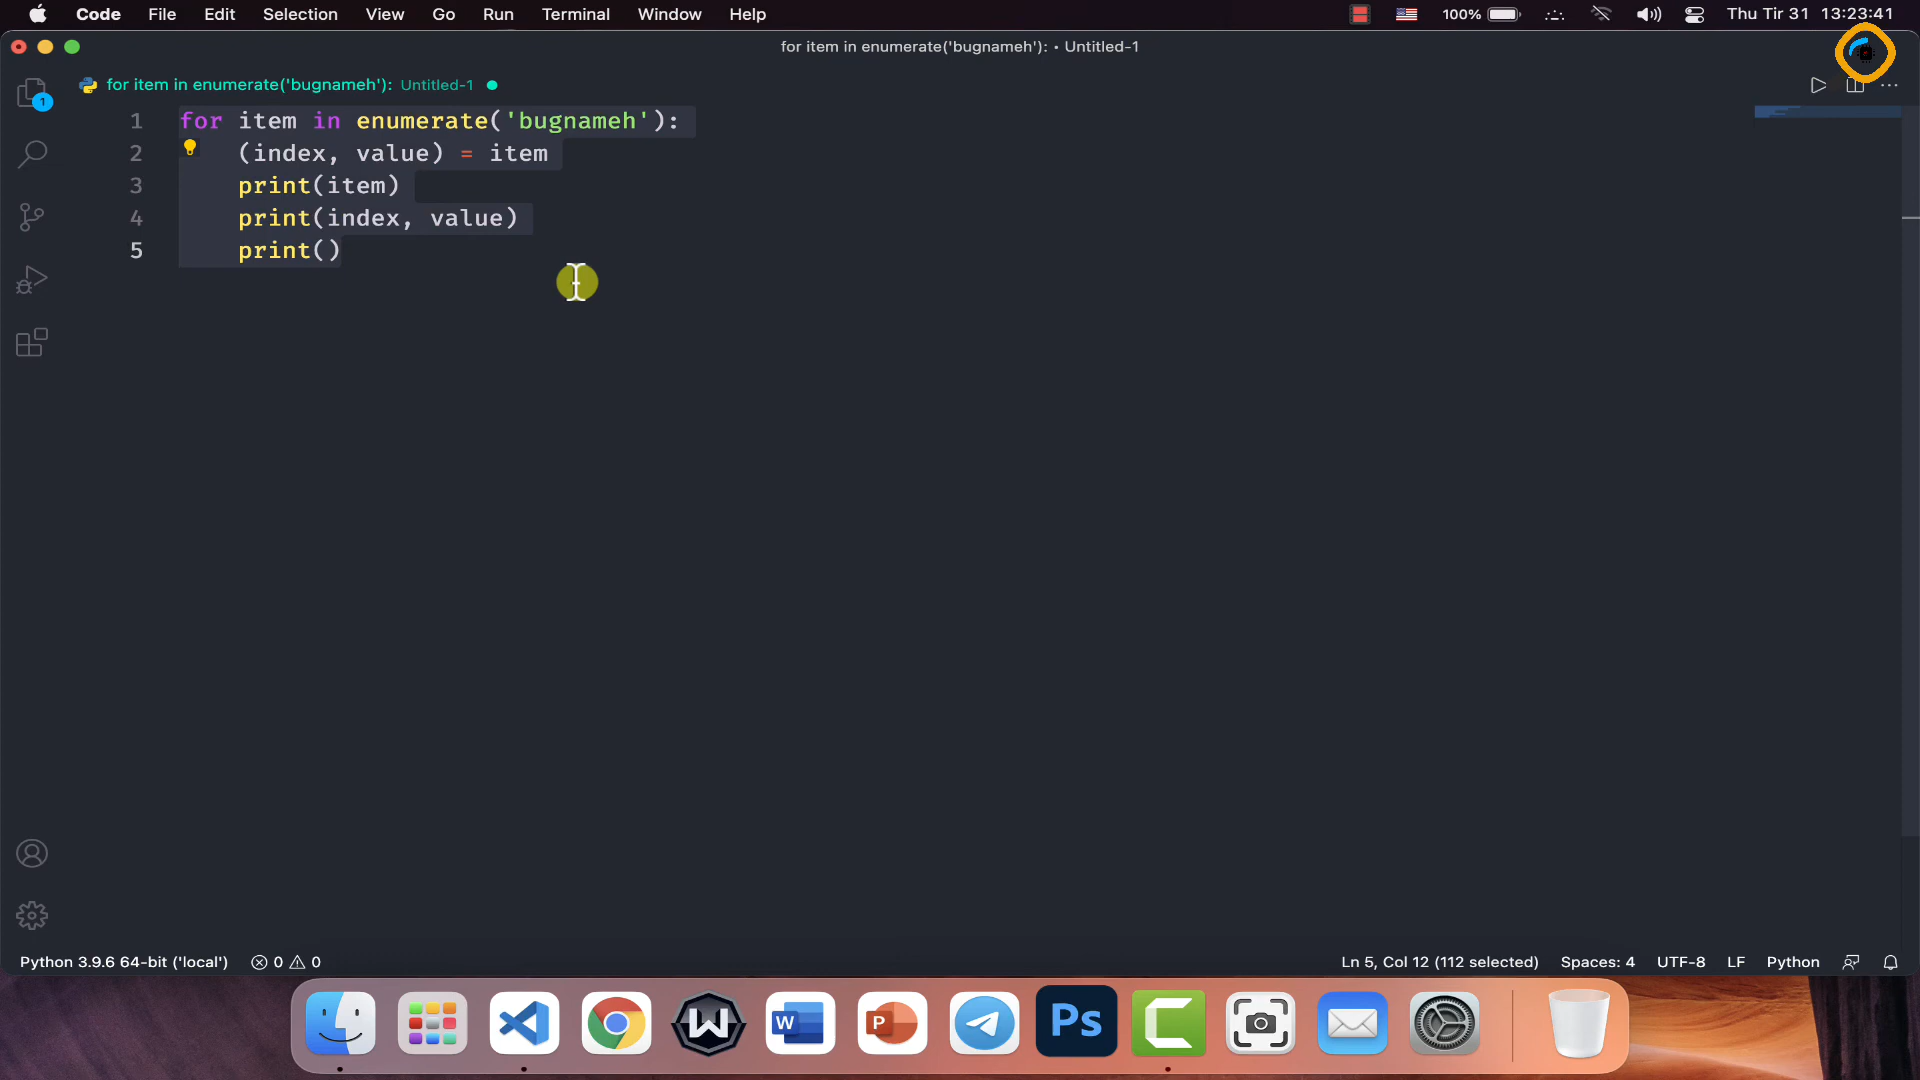 Code File Edit Selection View Go Run Terminal Window Help 100% Thu Tir 31 13:23:41
for item in enumerate('bugnameh'): • Untitled-1
for item in enumerate('bugnameh'): Untitled-1
1 for item in enumerate('bugnameh'):
2 (index, value) = item
3 print(item)
4 print(index, value)
5 print()
1
Python 3.9.6 64-bit ('local') 0 0 Ln 5, Col 12 (112 selected) Spaces: 4 UTF-8 LF Python
W W P Ps C